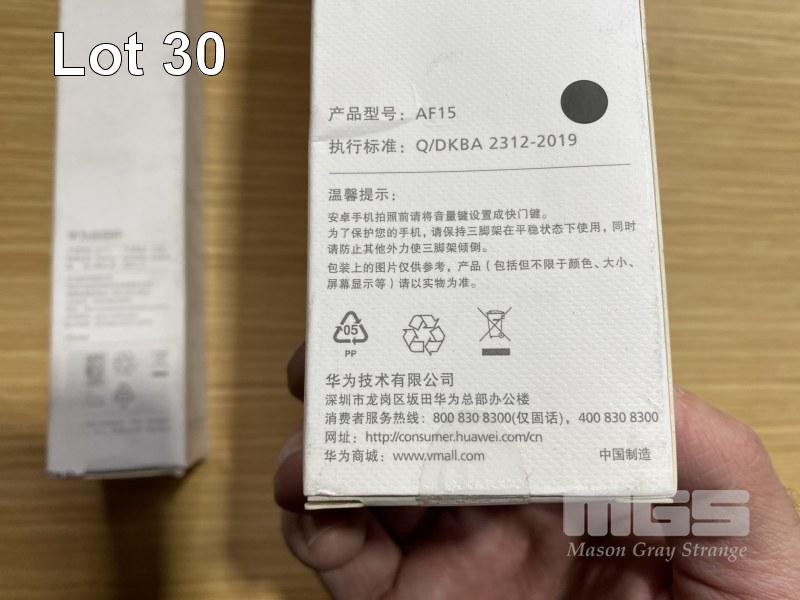 Lot 30
产品型号：AF15
执行标准：Q/DKBA 2312-2019
温馨提示：
安卓手机拍照前请将音量键设置成快门键。
为了保护您的手机，请保持三脚架在平稳状态下使用，同时
请防止其他外力使三脚架倾倒。
包装上的图片仅供参考，产品（包括但不限于颜色、大小、
屏幕显示等）请以实物为准。
05
PP
华为技术有限公司
深圳市龙岗区坂田华为总部办公楼
消费者服务热线：800 830 8300(仅固话)，400 830 8300
网址：http://consumer.huawei.com/cn
华为商城：www.vmall.com
中国制造
MGS
Mason Gray Strange